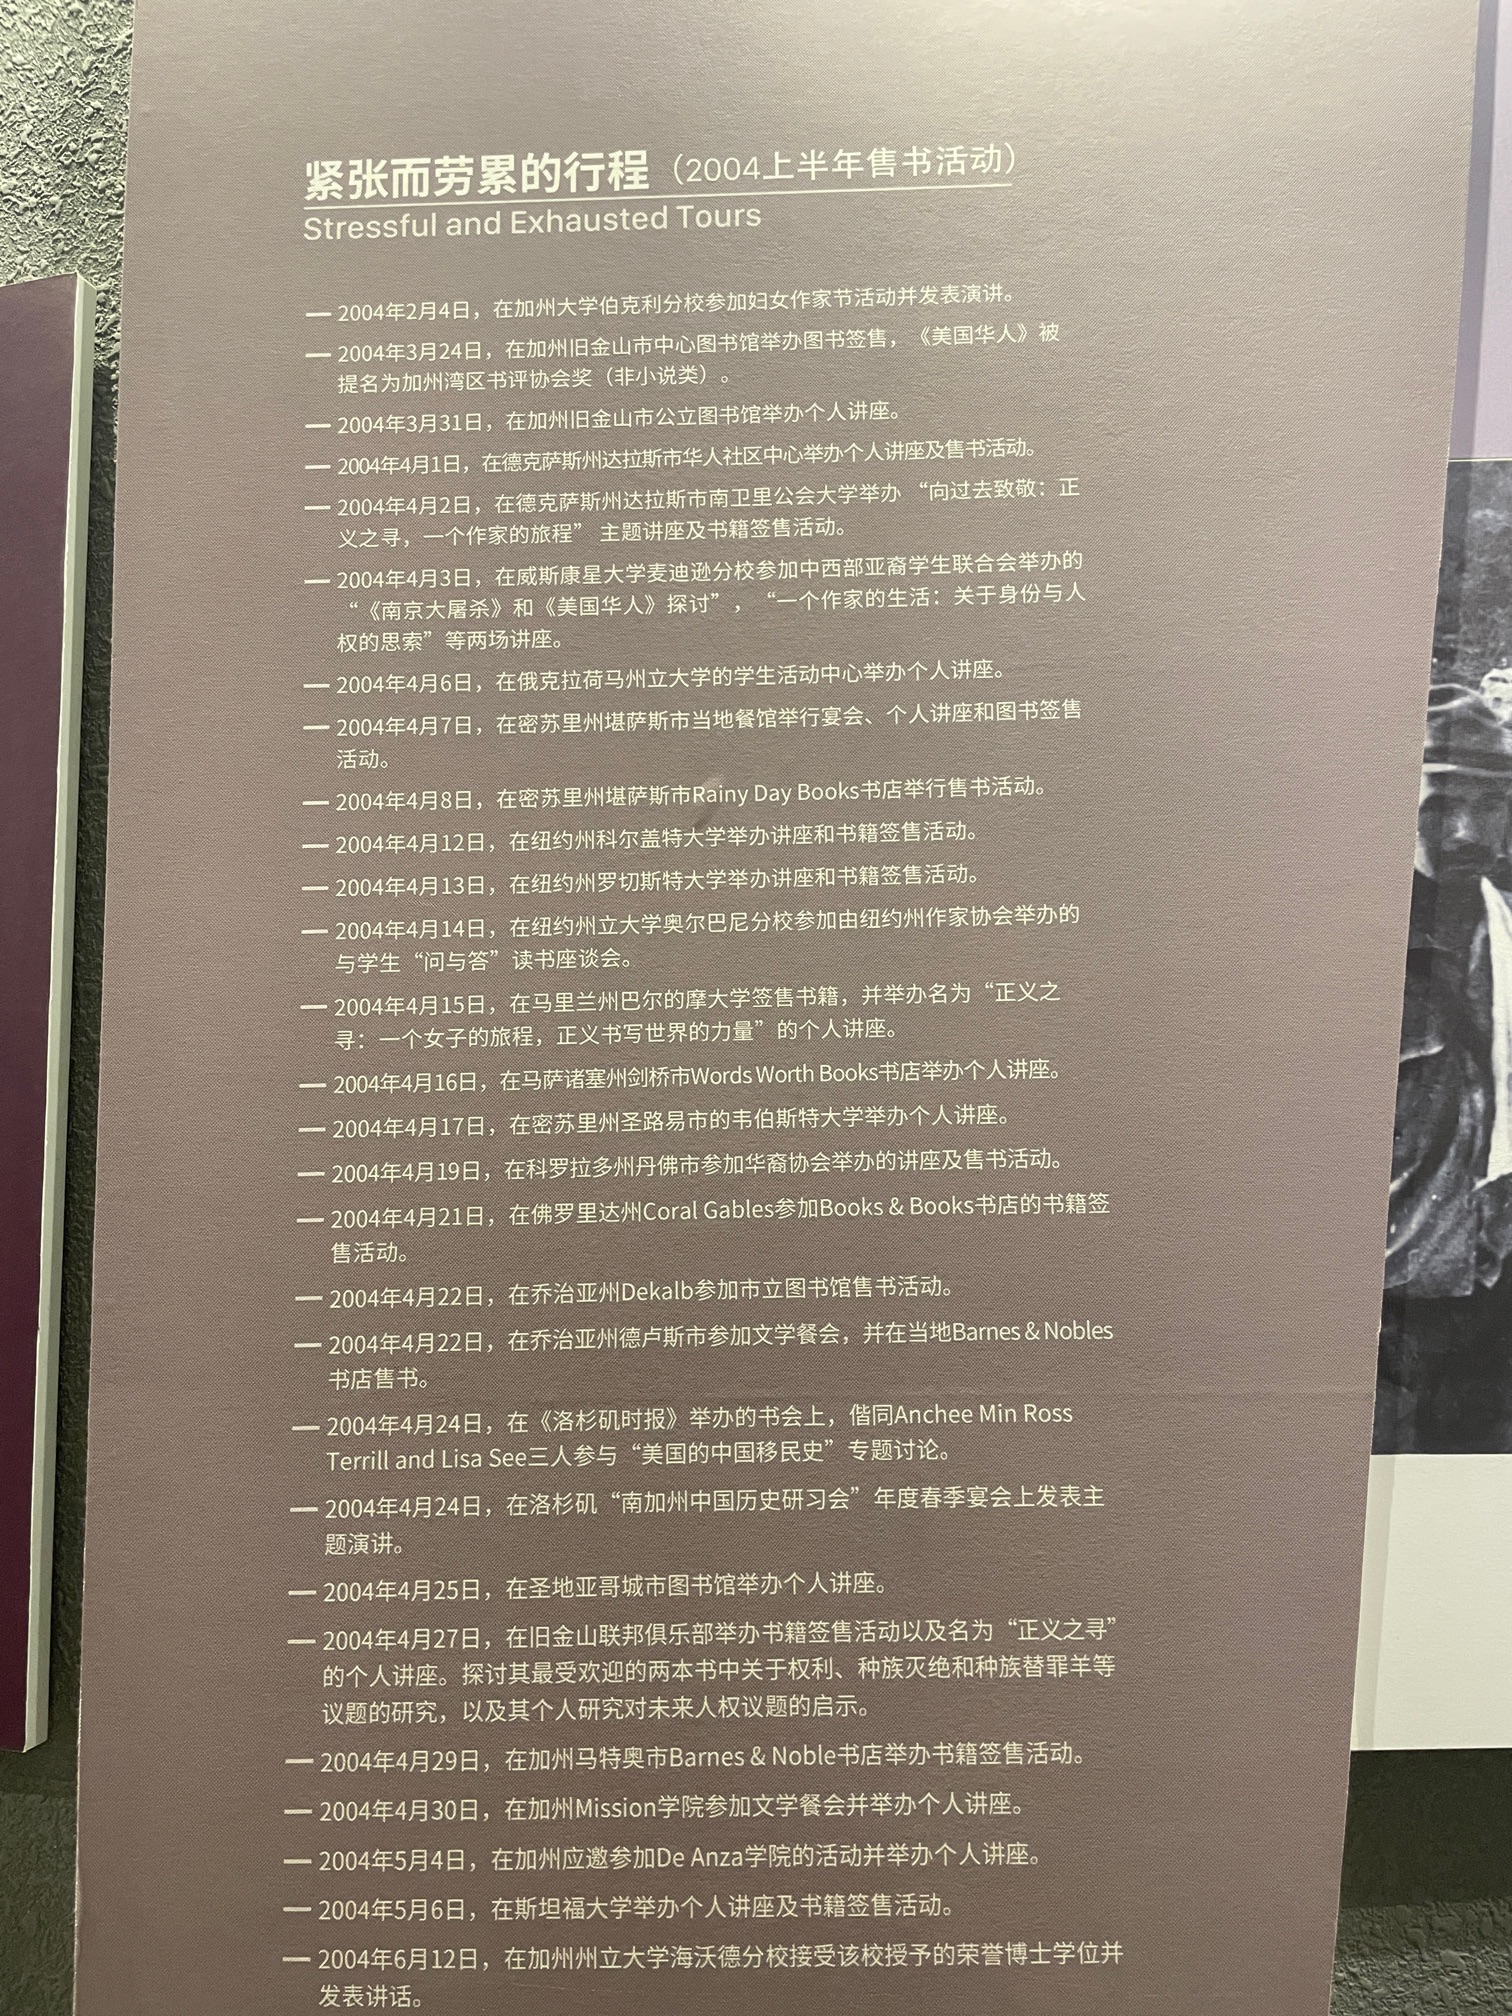 紧张而劳累的行程（2004上半年售书活动）
Stressful and Exhausted Tours
2004年2月4日，在加州大学伯克利分校参加妇女作家节活动并发表演讲。
2004年3月24日，在加州旧金山市中心图书馆举办图书签售，《美国华人》被
提名为加州湾区书评协会奖（非小说类）。
2004年3月31日，在加州旧金山市公立图书馆举办个人讲座。
2004年4月1日，在德克萨斯州达拉斯市华人社区中心举办个人讲座及售书活动。
2004年4月2日，在德克萨斯州达拉斯市南卫里公会大学举办 “向过去致敬：正
义之寻，一个作家的旅程” 主题讲座及书籍签售活动。
2004年4月3日，在威斯康星大学麦迪逊分校参加中西部亚裔学生联合会举办的
“《南京大屠杀》和《美国华人》探讨”，“一个作家的生活：关于身份与人
权的思索”等两场讲座。
2004年4月6日，在俄克拉荷马州立大学的学生活动中心举办个人讲座。
2004年4月7日，在密苏里州堪萨斯市当地餐馆举行宴会、个人讲座和图书签售
活动。
2004年4月8日，在密苏里州堪萨斯市Rainy Day Books书店举行售书活动。
2004年4月12日，在纽约州科尔盖特大学举办讲座和书籍签售活动。
2004年4月13日，在纽约州罗切斯特大学举办讲座和书籍签售活动。
2004年4月14日，在纽约州立大学奥尔巴尼分校参加由纽约州作家协会举办的
与学生“问与答”读书座谈会。
2004年4月15日，在马里兰州巴尔的摩大学签售书籍，并举办名为“正义之
寻：一个女子的旅程，正义书写世界的力量”的个人讲座。
2004年4月16日，在马萨诸塞州剑桥市Words Worth Books书店举办个人讲座。
2004年4月17日，在密苏里州圣路易市的韦伯斯特大学举办个人讲座。
2004年4月19日，在科罗拉多州丹佛市参加华裔协会举办的讲座及售书活动。
2004年4月21日，在佛罗里达州Coral Gables参加Books & Books书店的书籍签
售活动。
2004年4月22日，在乔治亚州Dekalb参加市立图书馆售书活动。
2004年4月22日，在乔治亚州德卢斯市参加文学餐会，并在当地Barnes & Nobles
书店售书。
2004年4月24日，在《洛杉矶时报》举办的书会上，偕同Anchee Min Ross
Terrill and Lisa See三人参与“美国的中国移民史”专题讨论。
2004年4月24日，在洛杉矶“南加州中国历史研习会”年度春季宴会上发表主
题演讲。
2004年4月25日，在圣地亚哥城市图书馆举办个人讲座。
2004年4月27日，在旧金山联邦俱乐部举办书籍签售活动以及名为“正义之寻”
的个人讲座。探讨其最受欢迎的两本书中关于权利、种族灭绝和种族替罪羊等
议题的研究，以及其个人研究对未来人权议题的启示。
2004年4月29日，在加州马特奥市Barnes & Noble书店举办书籍签售活动。
2004年4月30日，在加州Mission学院参加文学餐会并举办个人讲座。
2004年5月4日，在加州应邀参加De Anza学院的活动并举办个人讲座。
2004年5月6日，在斯坦福大学举办个人讲座及书籍签售活动。
2004年6月12日，在加州州立大学海沃德分校接受该校授予的荣誉博士学位并
发表讲话。